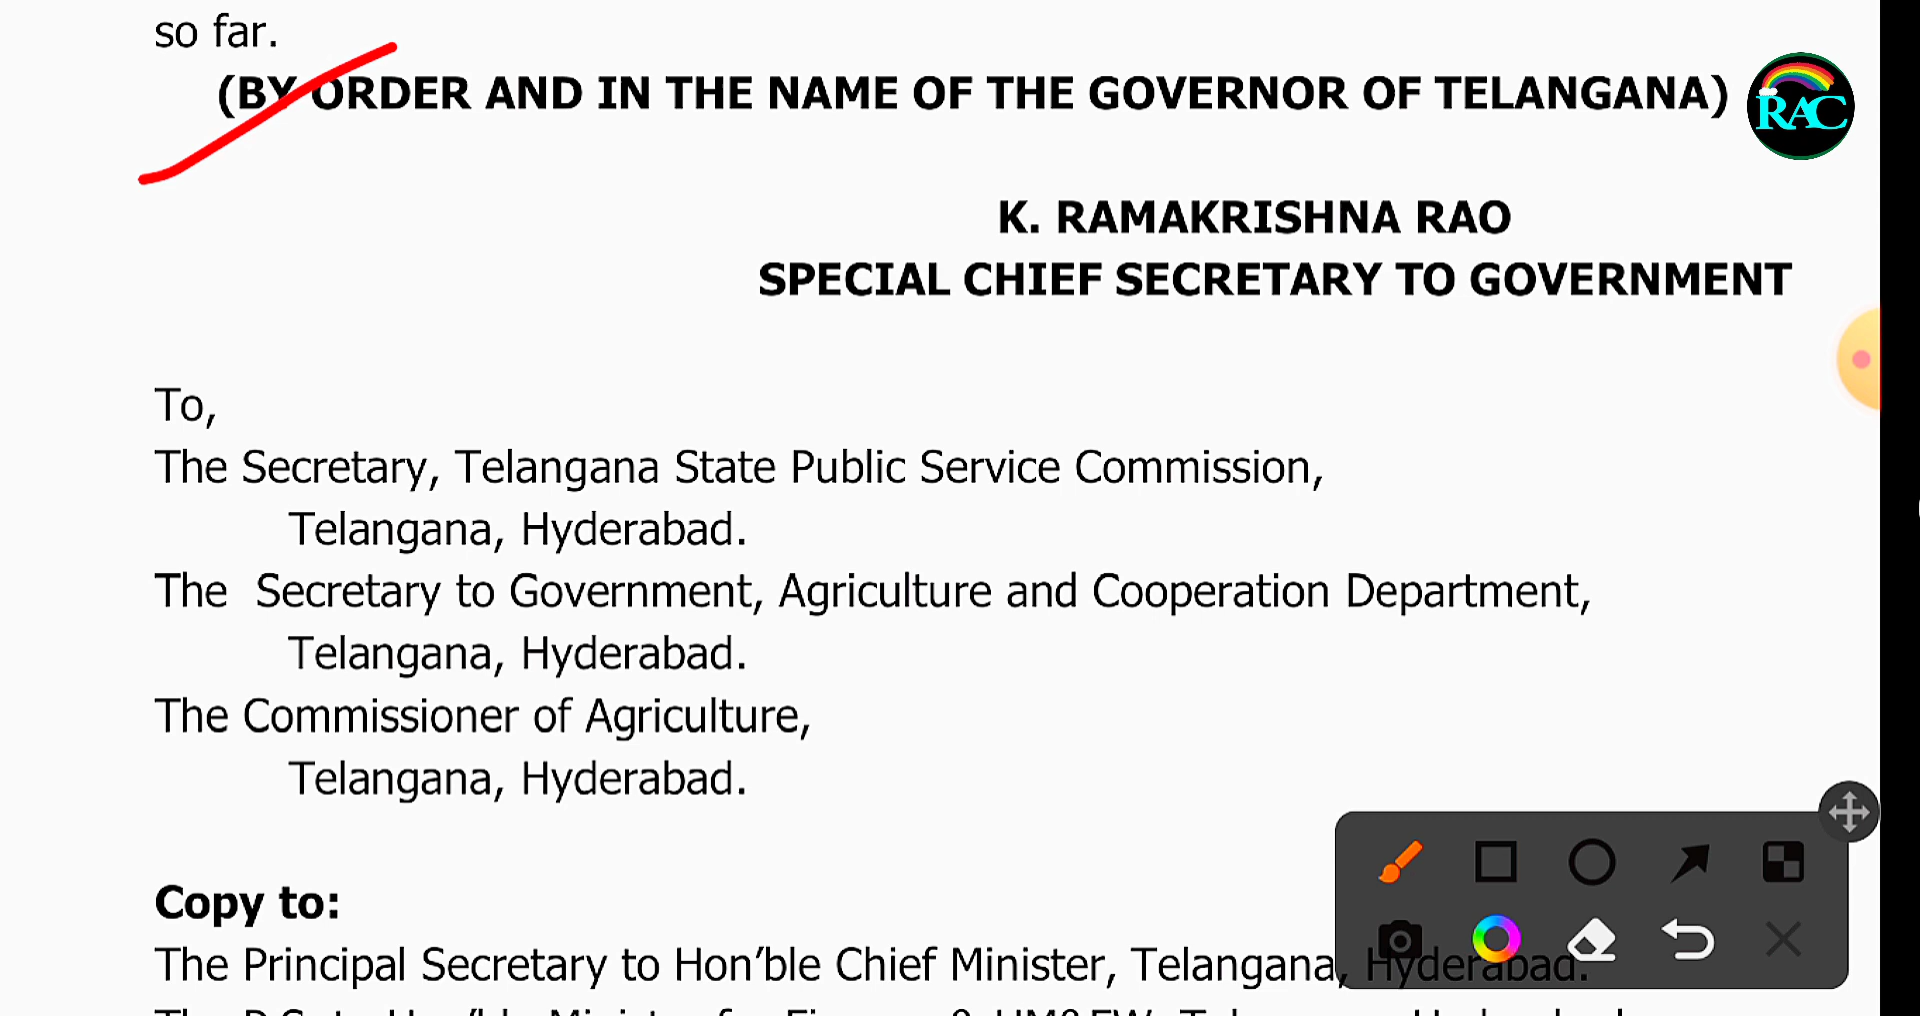 so far.
(BY ORDER AND IN THE NAME OF THE GOVERNOR OF TELANGANA)
RAC
K. RAMAKRISHNA RAO
SPECIAL CHIEF SECRETARY TO GOVERNMENT
To,
The Secretary, Telangana State Public Service Commission,
Telangana, Hyderabad.
The Secretary to Government, Agriculture and Cooperation Department,
Telangana, Hyderabad.
The Commissioner of Agriculture,
Telangana, Hyderabad.
Copy to:
The Principal Secretary to Hon’ble Chief Minister, Telangana, Hyderabad.